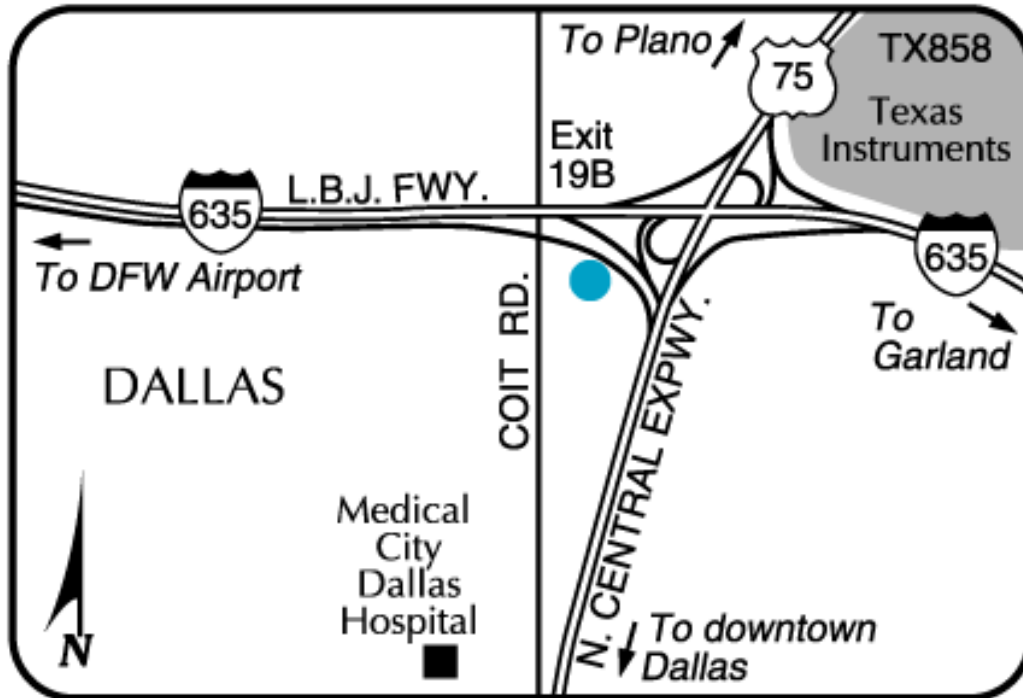 To Plano
75
TX858
Texas
Instruments
Exit
19B
L.B.J. FWY.
635
635
To DFW Airport
To
Garland
COIT RD.
DALLAS
N. CENTRAL EXPWY.
Medical
City
Dallas
Hospital
N
To downtown
Dallas